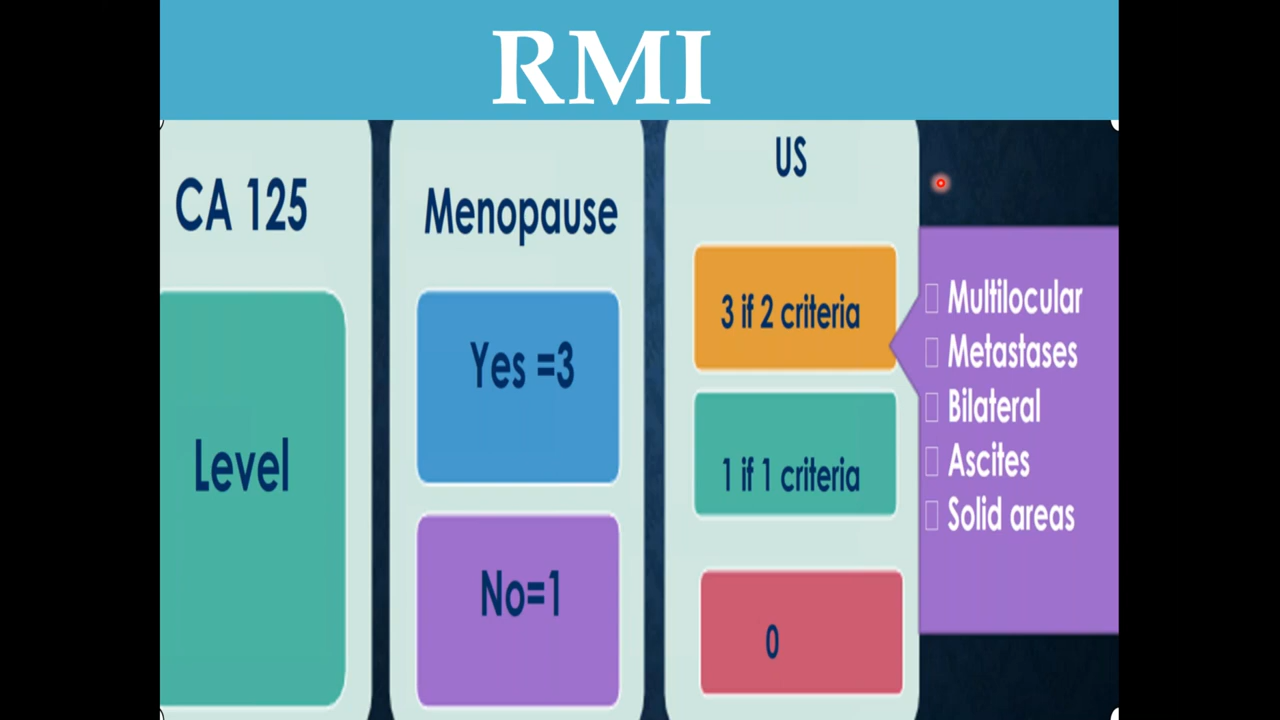 RMI
CA 125
Level
Menopause
Yes =3
No=1
US
3 if 2 criteria
1 if 1 criteria
0
Multilocular
Metastases
Bilateral
Ascites
Solid areas